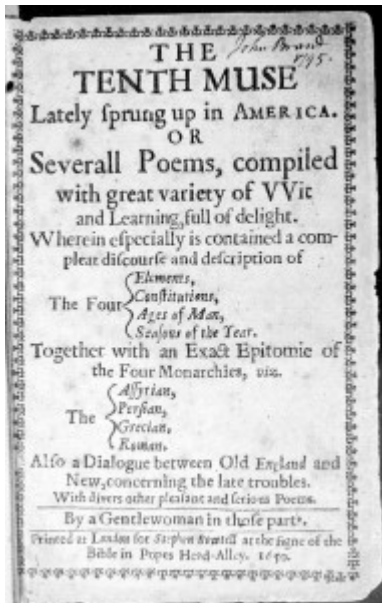 John Brand
1795.
THE
TENTH MUSE
Lately ſprung up in AMERICA.
OR
Severall Poems, compiled
with great variety of VVit
and Learning, full of delight.
Wherein eſpecially is contained a com-
pleat diſcourse and deſcription of
The Four
Elements,
Conſtitutions,
Ages of Man,
Seaſons of the Year.
Together with an Exact Epitomie of
the Four Monarchies, viz.
The
Aſſyrian,
Perſian,
Grecian,
Roman.
Alſo a Dialogue between Old England and
New, concerning the late troubles.
With divers other pleaſant and ſerious Poems.
By a Gentlewoman in thoſe parts.
Printed at London for Stephen Bowtell at the ſigne of the
Bible in Popes Head-Alley. 1650.